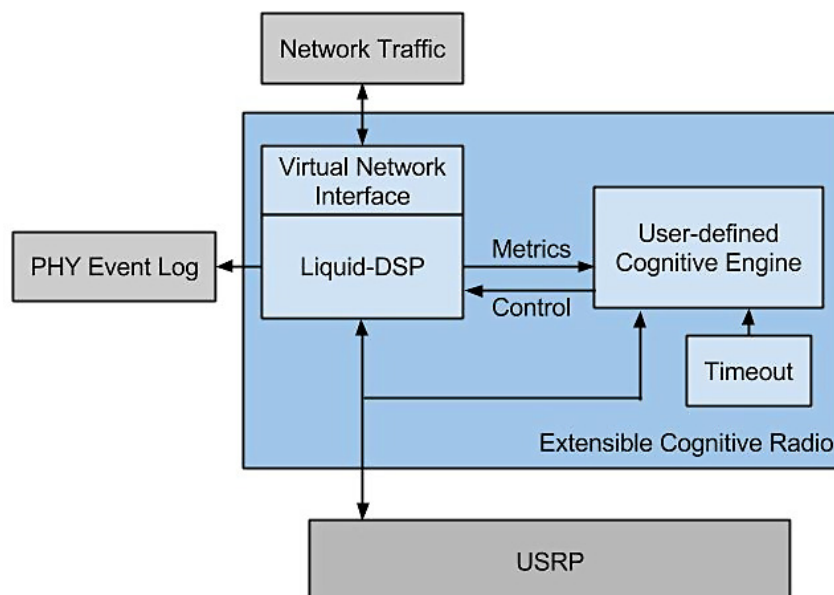 Network Traffic
Virtual Network
Interface
PHY Event Log
Liquid-DSP
Metrics
Control
User-defined
Cognitive Engine
Timeout
Extensible Cognitive Radio
USRP